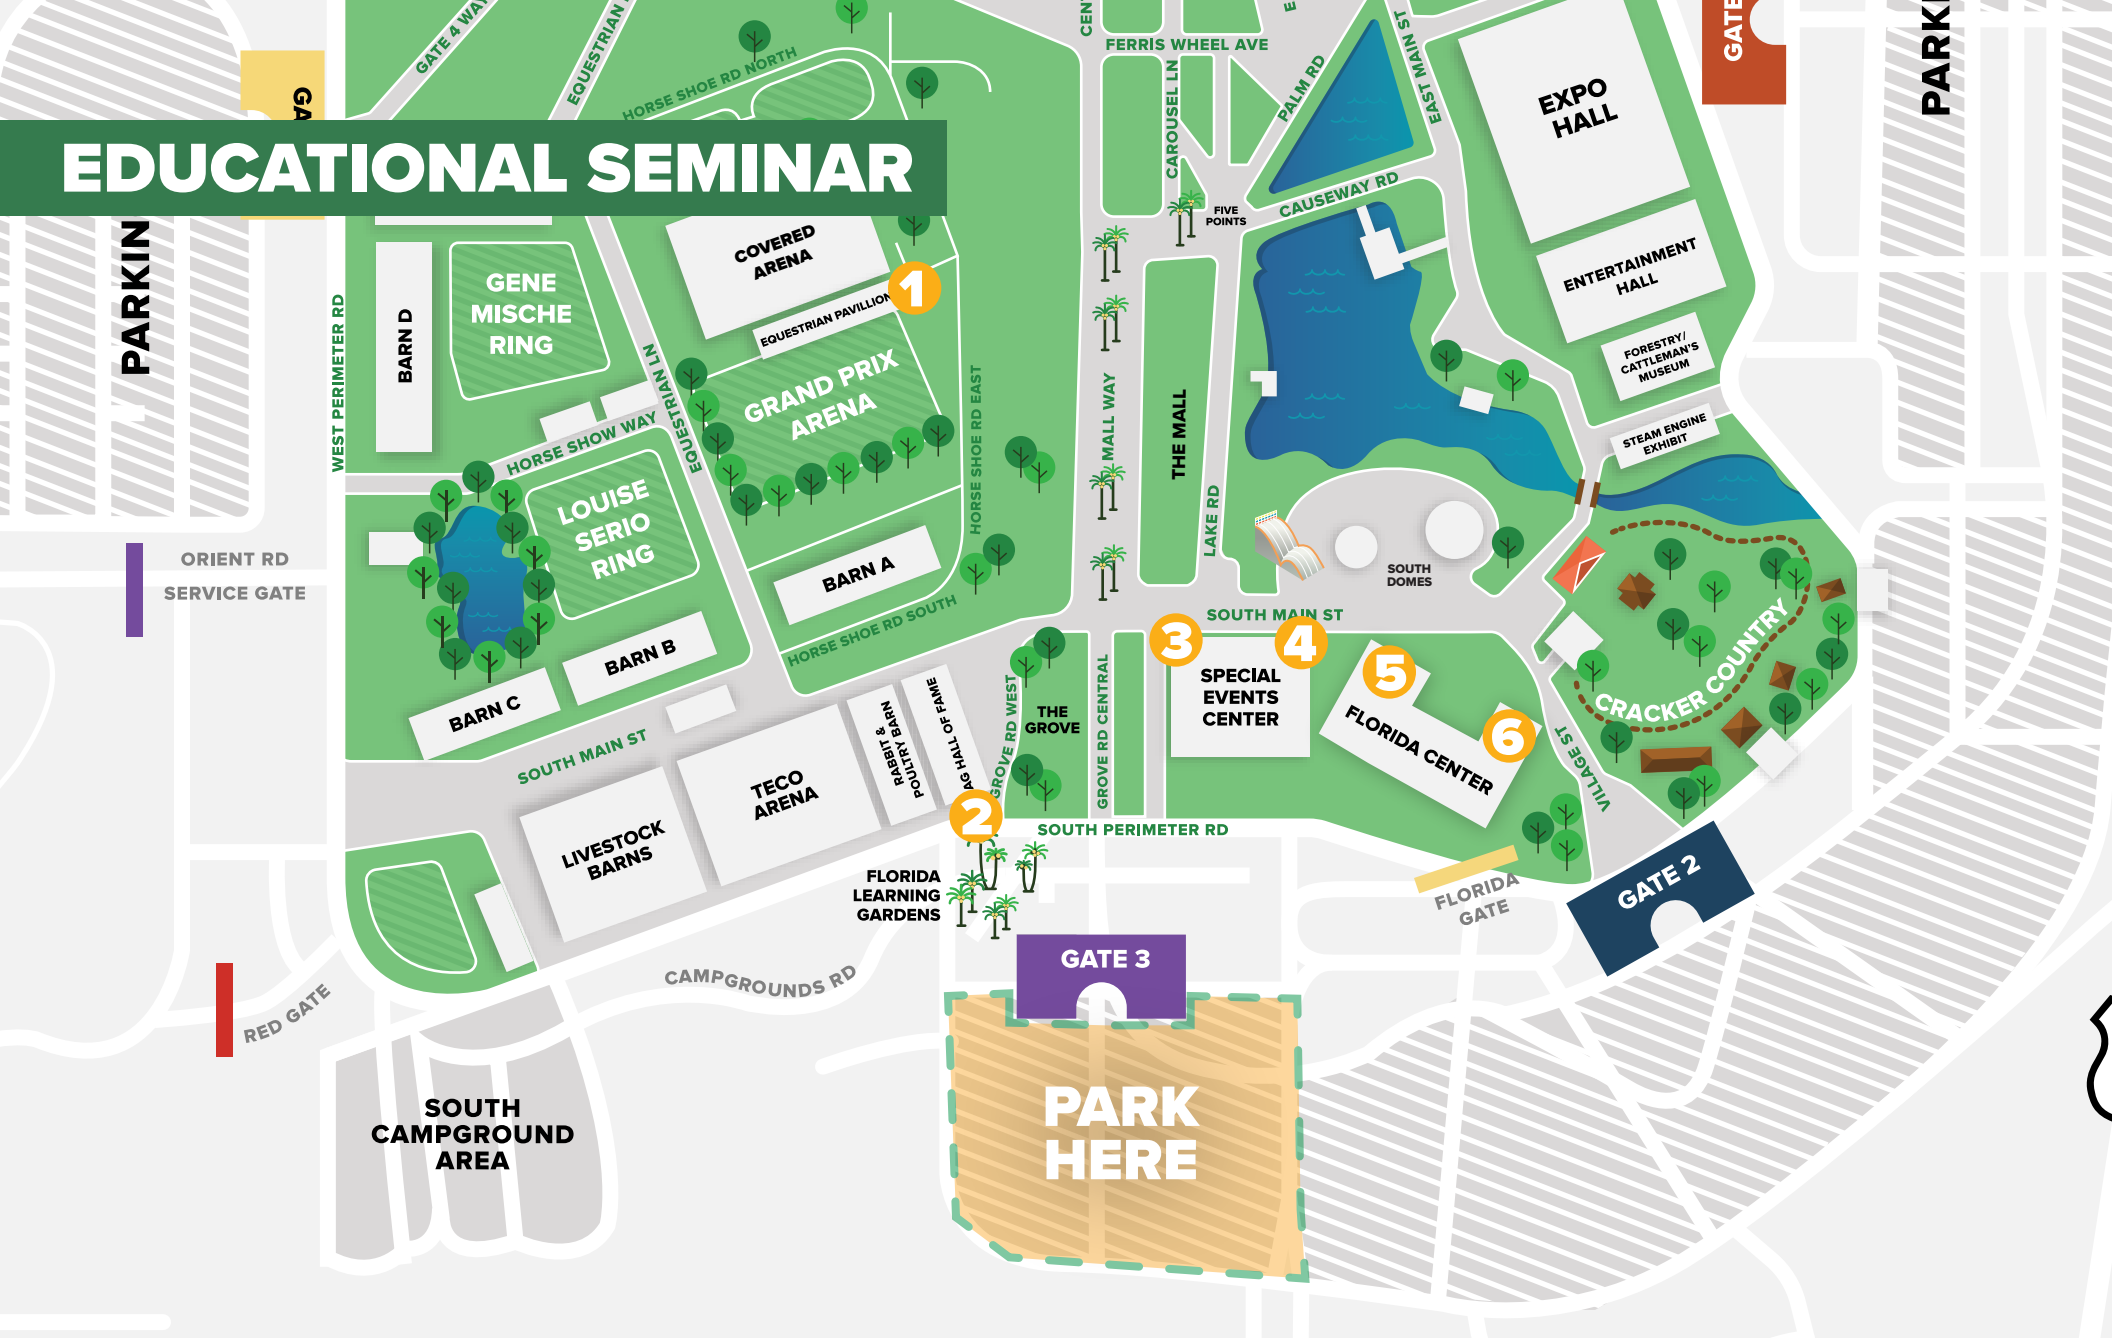 GATE 4 WAY
EQUESTRIAN
HORSE SHOE RD NORTH
CEN
FERRIS WHEEL AVE
CAROUSEL LN
PALM RD
EAST MAIN ST
EXPO
HALL
GATE
PARK
GA
EDUCATIONAL SEMINAR
PARKIN
WEST PERIMETER RD
BARN D
GENE
MISCHE
RING
COVERED
ARENA
EQUESTRIAN PAVILLION
1
GRAND PRIX
ARENA
EQUESTRIAN LN
HORSE SHOW WAY
HORSE SHOE RD EAST
MALL WAY
THE MALL
LAKE RD
FIVE
POINTS
CAUSEWAY RD
ENTERTAINMENT
HALL
FORESTRY/
CATTLEMAN'S
MUSEUM
STEAM ENGINE
EXHIBIT
LOUISE
SERIO
RING
BARN A
HORSE SHOE RD SOUTH
ORIENT RD
SERVICE GATE
SOUTH
DOMES
SOUTH MAIN ST
BARN B
BARN C
SOUTH MAIN ST
3
4
SPECIAL
EVENTS
CENTER
5
FLORIDA CENTER
6
CRACKER COUNTRY
VILLAGE ST
GROVE RD WEST
THE
GROVE
GROVE RD CENTRAL
RABBIT &
POULTRY BARN
AG HALL OF FAME
TECO
ARENA
LIVESTOCK
BARNS
2
SOUTH PERIMETER RD
FLORIDA
LEARNING
GARDENS
FLORIDA
GATE
GATE 2
GATE 3
CAMPGROUNDS RD
RED GATE
SOUTH
CAMPGROUND
AREA
PARK
HERE